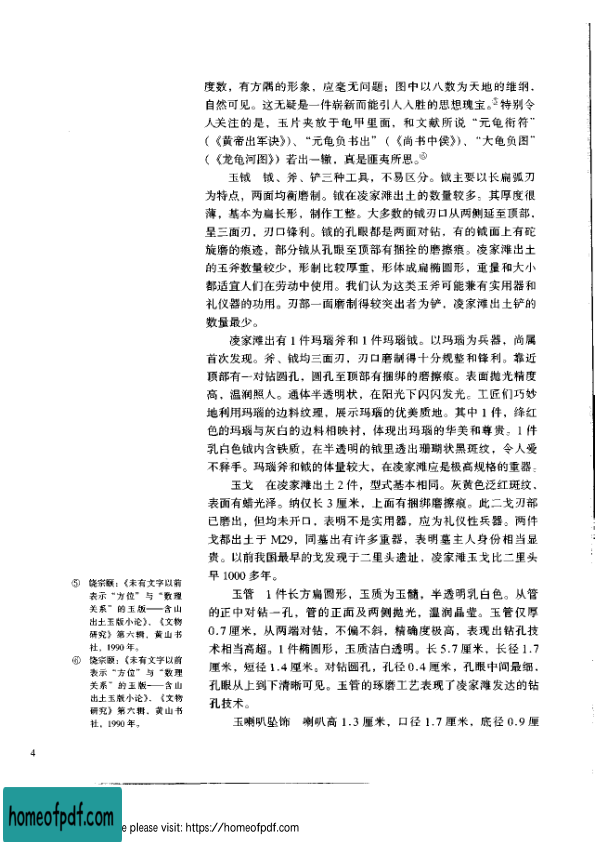 度数，有方隅的形象，应毫无问题；图中以八数为天地的维纲，
自然可见。这无疑是一件崭新而能引人入胜的思想瑰宝。⑤特别令
人关注的是，玉片夹放于龟甲里面，和文献所说“元龟衔符”
（《黄帝出军诀》）、“元龟负书出”（《尚书中侯》）、“大龟负图”
（《龙龟河图》）若出一辙，真是匪夷所思。⑥
玉钺　钺、斧、铲三种工具，不易区分。钺主要以长扁弧刃
为特点，两面均衡磨制。钺在凌家滩出土的数量较多。其厚度很
薄，基本为扁长形，制作工整。大多数的钺刃口从两侧延至顶部，
呈三面刃，刃口锋利。钺的孔眼都是两面对钻，有的钺面上有砣
旋磨的痕迹，部分钺从孔眼至顶部有捆拴的磨擦痕。凌家滩出土
的玉斧数量较少，形制比较厚重，形体成扁椭圆形，重量和大小
都适宜人们在劳动中使用。我们认为这类玉斧可能兼有实用器和
礼仪器的功用。刃部一面磨制得较突出者为铲，凌家滩出土铲的
数量最少。
凌家滩出有 1 件玛瑙斧和 1 件玛瑙钺。以玛瑙为兵器，尚属
首次发现。斧、钺均三面刃，刃口磨制得十分规整和锋利。靠近
顶部有一对钻圆孔，圆孔至顶部有捆绑的磨擦痕。表面抛光精度
高，温润照人。通体半透明状，在阳光下闪闪发光。工匠们巧妙
地利用玛瑙的边料纹理，展示玛瑙的优美质地。其中 1 件，绛红
色的玛瑙与灰白的边料相映衬，体现出玛瑙的华美和尊贵。1 件
乳白色钺内含铁质，在半透明的钺里透出珊瑚状黑斑纹，令人爱
不释手。玛瑙斧和钺的体量较大，在凌家滩应是极高规格的重器。
玉戈　在凌家滩出土 2 件，型式基本相同。灰黄色泛红斑纹，
表面有蜡光泽。纳仅长 3 厘米，上面有捆绑磨擦痕。此二戈刃部
已磨出，但均未开口，表明不是实用器，应为礼仪性兵器。两件
戈都出土于 M29，同墓出有许多重器，表明墓主人身份相当显
贵。以前我国最早的戈发现于二里头遗址，凌家滩玉戈比二里头
早 1000 多年。
玉管　1 件长方扁圆形，玉质为玉髓，半透明乳白色。从管
的正中对钻一孔，管的正面及两侧抛光，温润晶莹。玉管仅厚
0.7 厘米，从两端对钻，不偏不斜，精确度极高，表现出钻孔技
术相当高超。1 件椭圆形，玉质洁白透明。长 5.7 厘米，长径 1.7
厘米，短径 1.4 厘米。对钻圆孔，孔径 0.4 厘米，孔眼中间最细，
孔眼从上到下清晰可见。玉管的琢磨工艺表现了凌家滩发达的钻
孔技术。
玉喇叭坠饰　喇叭高 1.3 厘米，口径 1.7 厘米，底径 0.9 厘
⑤ 饶宗颐：《未有文字以前
表示“方位”与“数理
关系”的玉版——含山
出土玉版小论》，《文物
研究》第六辑，黄山书
社，1990 年。
⑥ 饶宗颐：《未有文字以前
表示“方位”与“数理
关系”的玉版——含山
出土玉版小论》，《文物
研究》第六辑，黄山书
社，1990 年。
4
homeofpdf.com
e please visit: https://homeofpdf.com